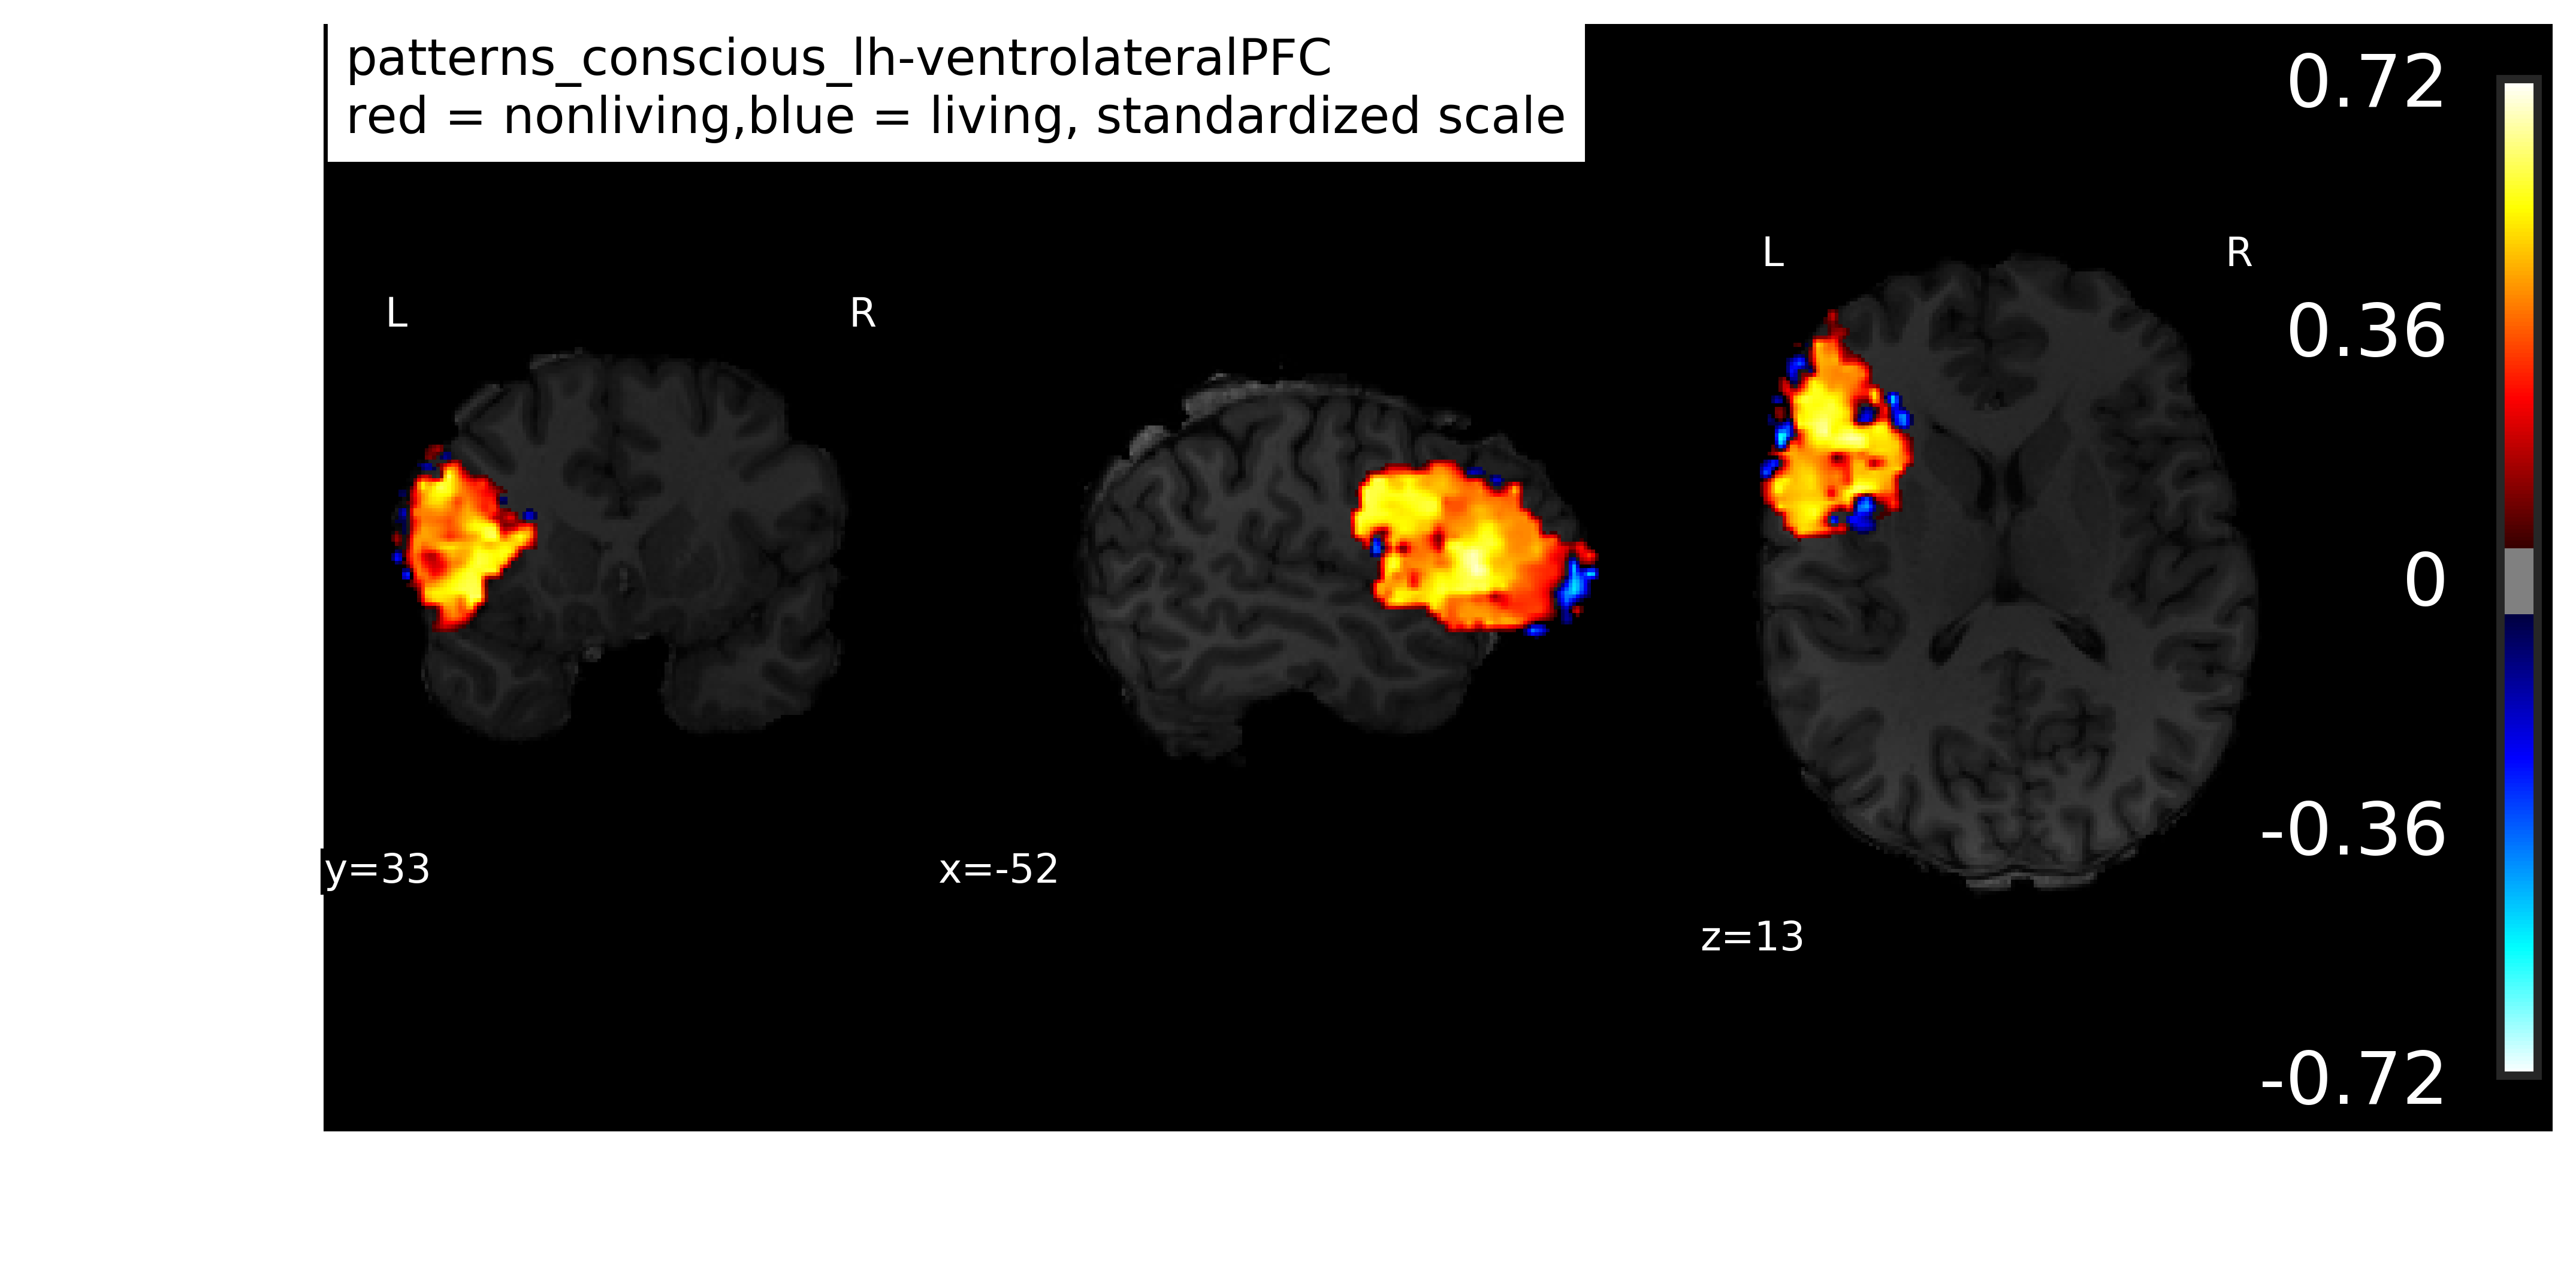 patterns_conscious_lh-ventrolateralPFC
red = nonliving,blue = living, standardized scale
L R
L R
y=33
x=-52
z=13
0.72
0.36
0
-0.36
-0.72